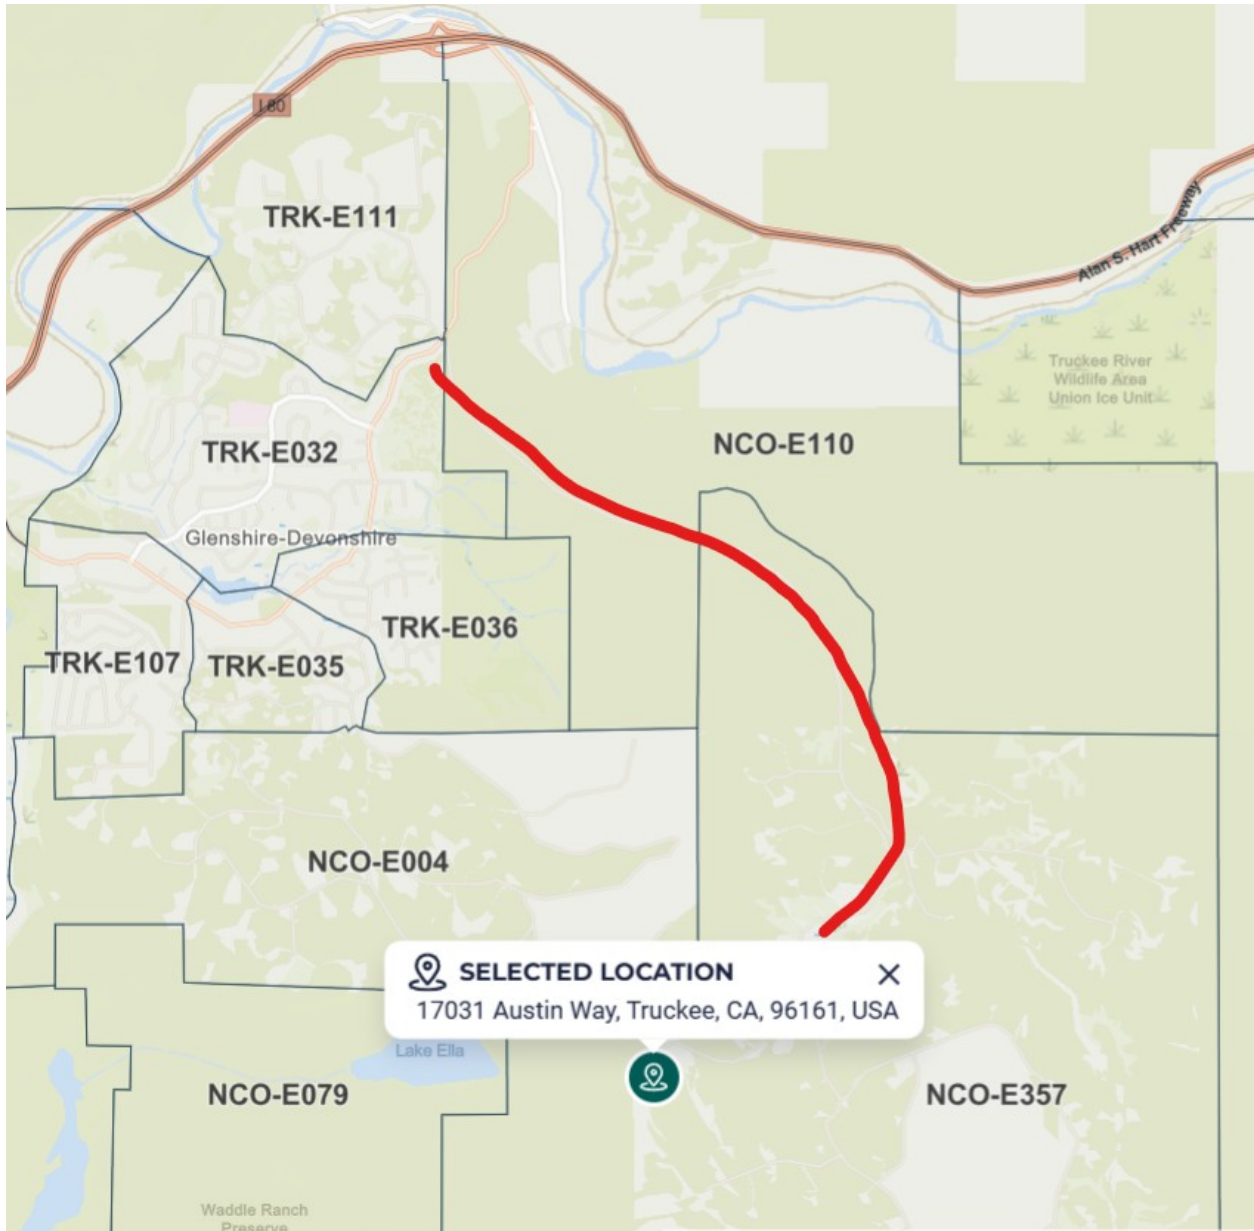 I 80
TRK-E111
Alan S. Hart Freeway
Truckee River
Wildlife Area
Union Ice Unit
TRK-E032
NCO-E110
Glenshire-Devonshire
TRK-E036
TRK-E107
TRK-E035
NCO-E004
SELECTED LOCATION
17031 Austin Way, Truckee, CA, 96161, USA
Lake Ella
NCO-E079
NCO-E357
Waddle Ranch
Preserve